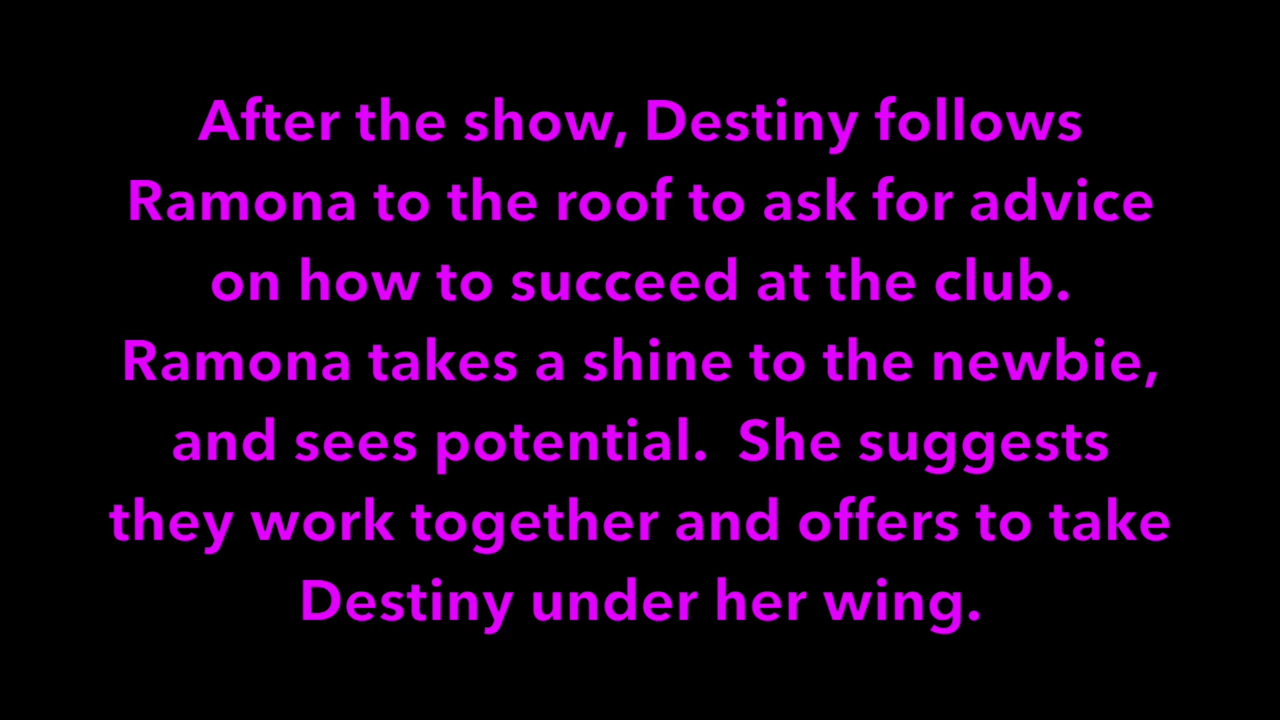 After the show, Destiny follows
Ramona to the roof to ask for advice
on how to succeed at the club.
Ramona takes a shine to the newbie,
and sees potential.  She suggests
they work together and offers to take
Destiny under her wing.